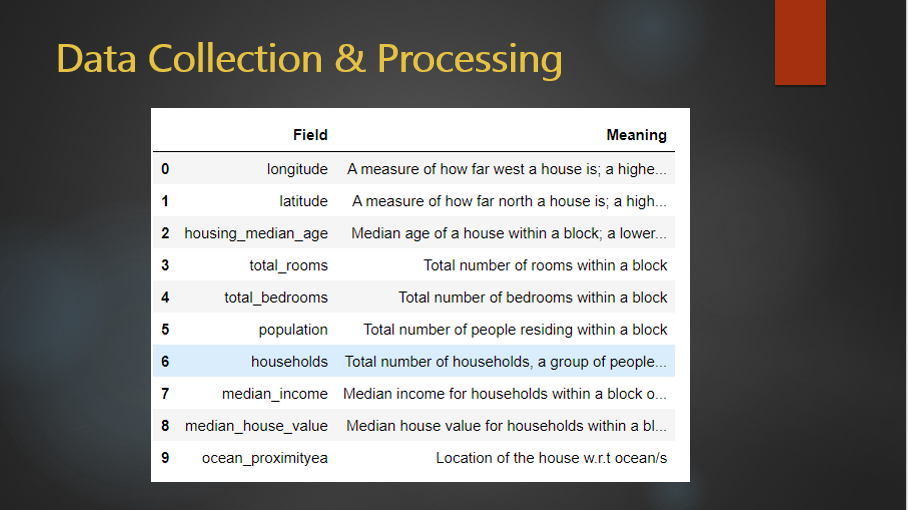 Data Collection & Processing
Field Meaning
0 longitude A measure of how far west a house is; a highe...
1 latitude A measure of how far north a house is; a high...
2 housing_median_age Median age of a house within a block; a lower...
3 total_rooms Total number of rooms within a block
4 total_bedrooms Total number of bedrooms within a block
5 population Total number of people residing within a block
6 households Total number of households, a group of people...
7 median_income Median income for households within a block o...
8 median_house_value Median house value for households within a bl...
9 ocean_proximityea Location of the house w.r.t ocean/s